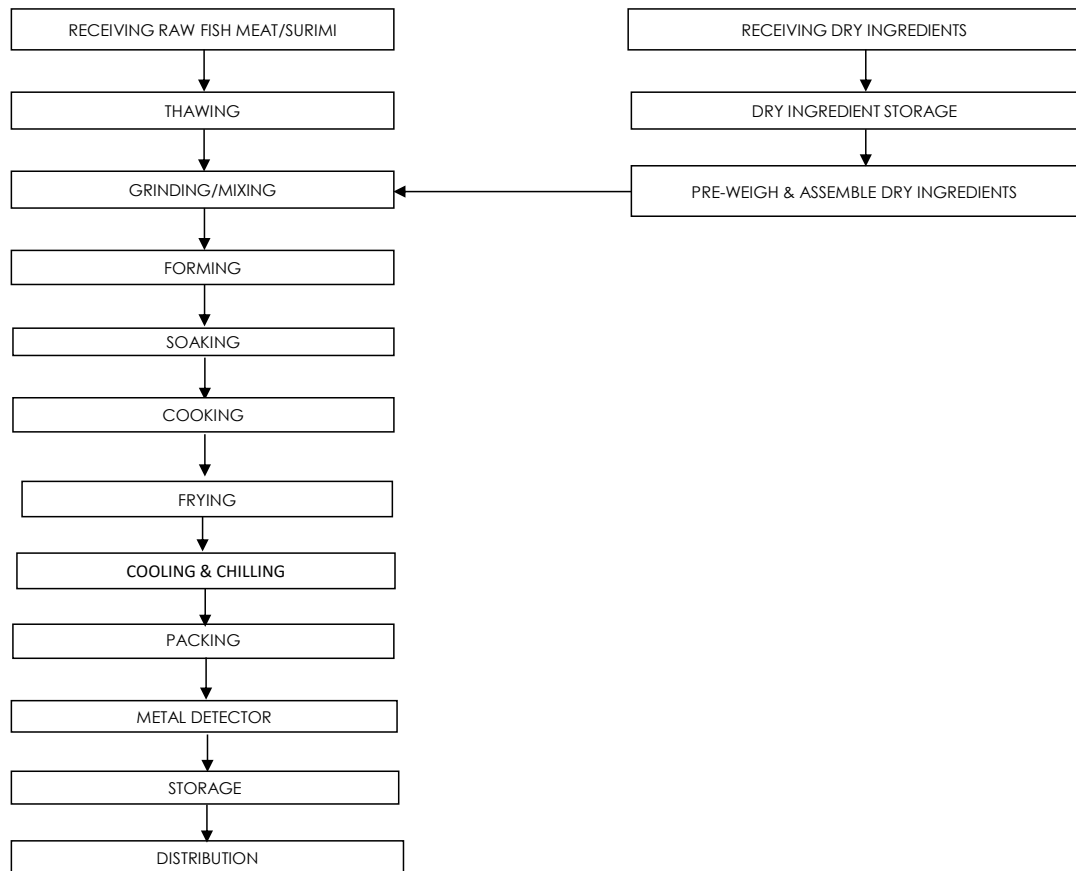 RECEIVING RAW FISH MEAT/SURIMI
THAWING
GRINDING/MIXING
FORMING
SOAKING
COOKING
FRYING
COOLING & CHILLING
PACKING
METAL DETECTOR
STORAGE
DISTRIBUTION
RECEIVING DRY INGREDIENTS
DRY INGREDIENT STORAGE
PRE-WEIGH & ASSEMBLE DRY INGREDIENTS